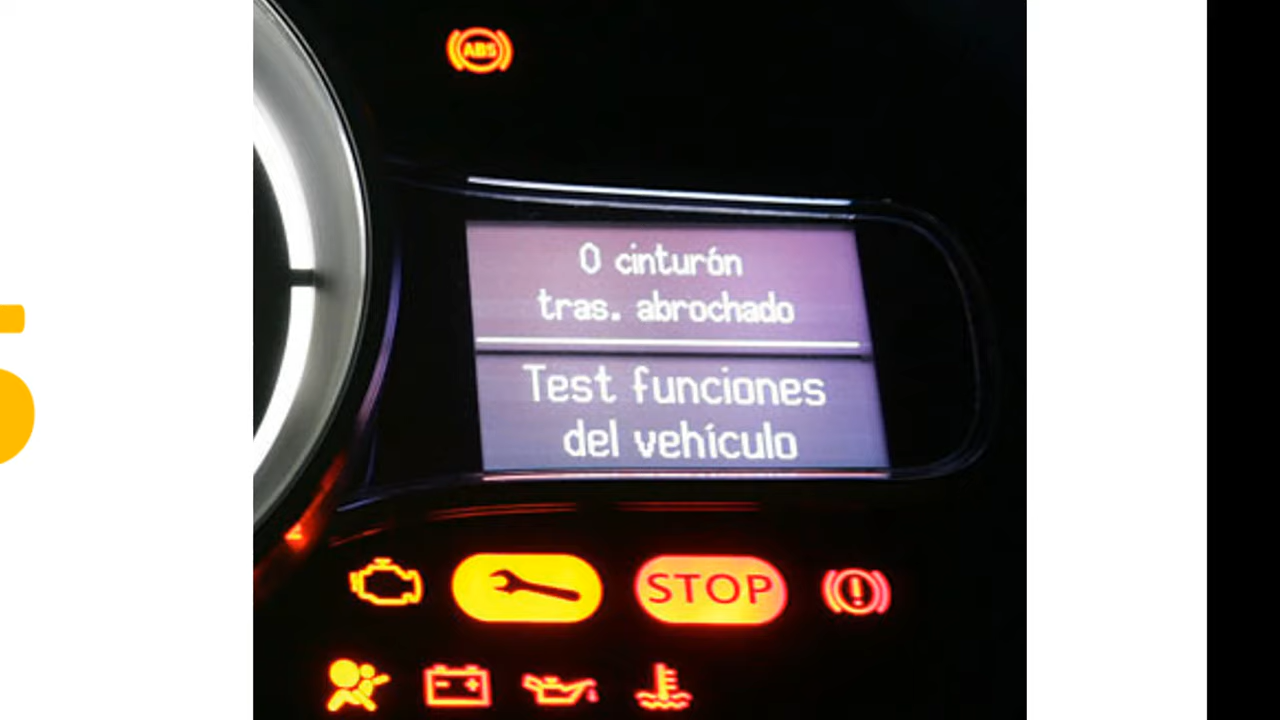 ABS
0 cinturón
tras. abrochado
Test funciones
del vehículo
STOP